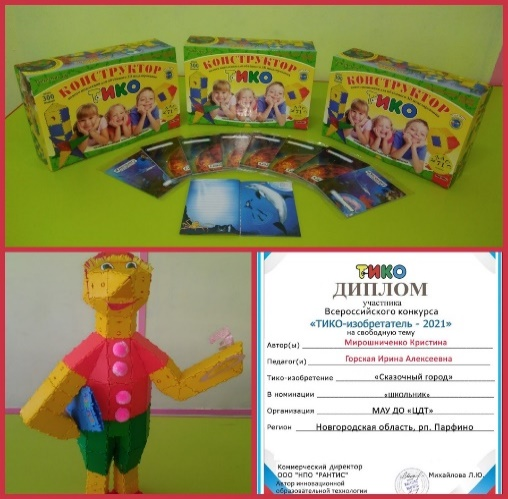 КОНСТРУКТОР
ТИКО
КОНСТРУКТОР
ТИКО
КОНСТРУКТОР
ТИКО
ТИКО
ДИПЛОМ
участника
Всероссийского конкурса
«ТИКО-изобретатель - 2021»
на свободную тему
Автор(ы) Мирошниченко Кристина
Педагог(и) Горская Ирина Алексеевна
Тико-изобретение «Сказочный город»
В номинации «ШКОЛЬНИК»
Организация МАУ ДО «ЦДТ»
Регион Новгородская область, рп. Парфино
Коммерческий директор
ООО "НПО "РАНТИС"
Автор инновационной
образовательной технологии
Михайлова Л.Ю.